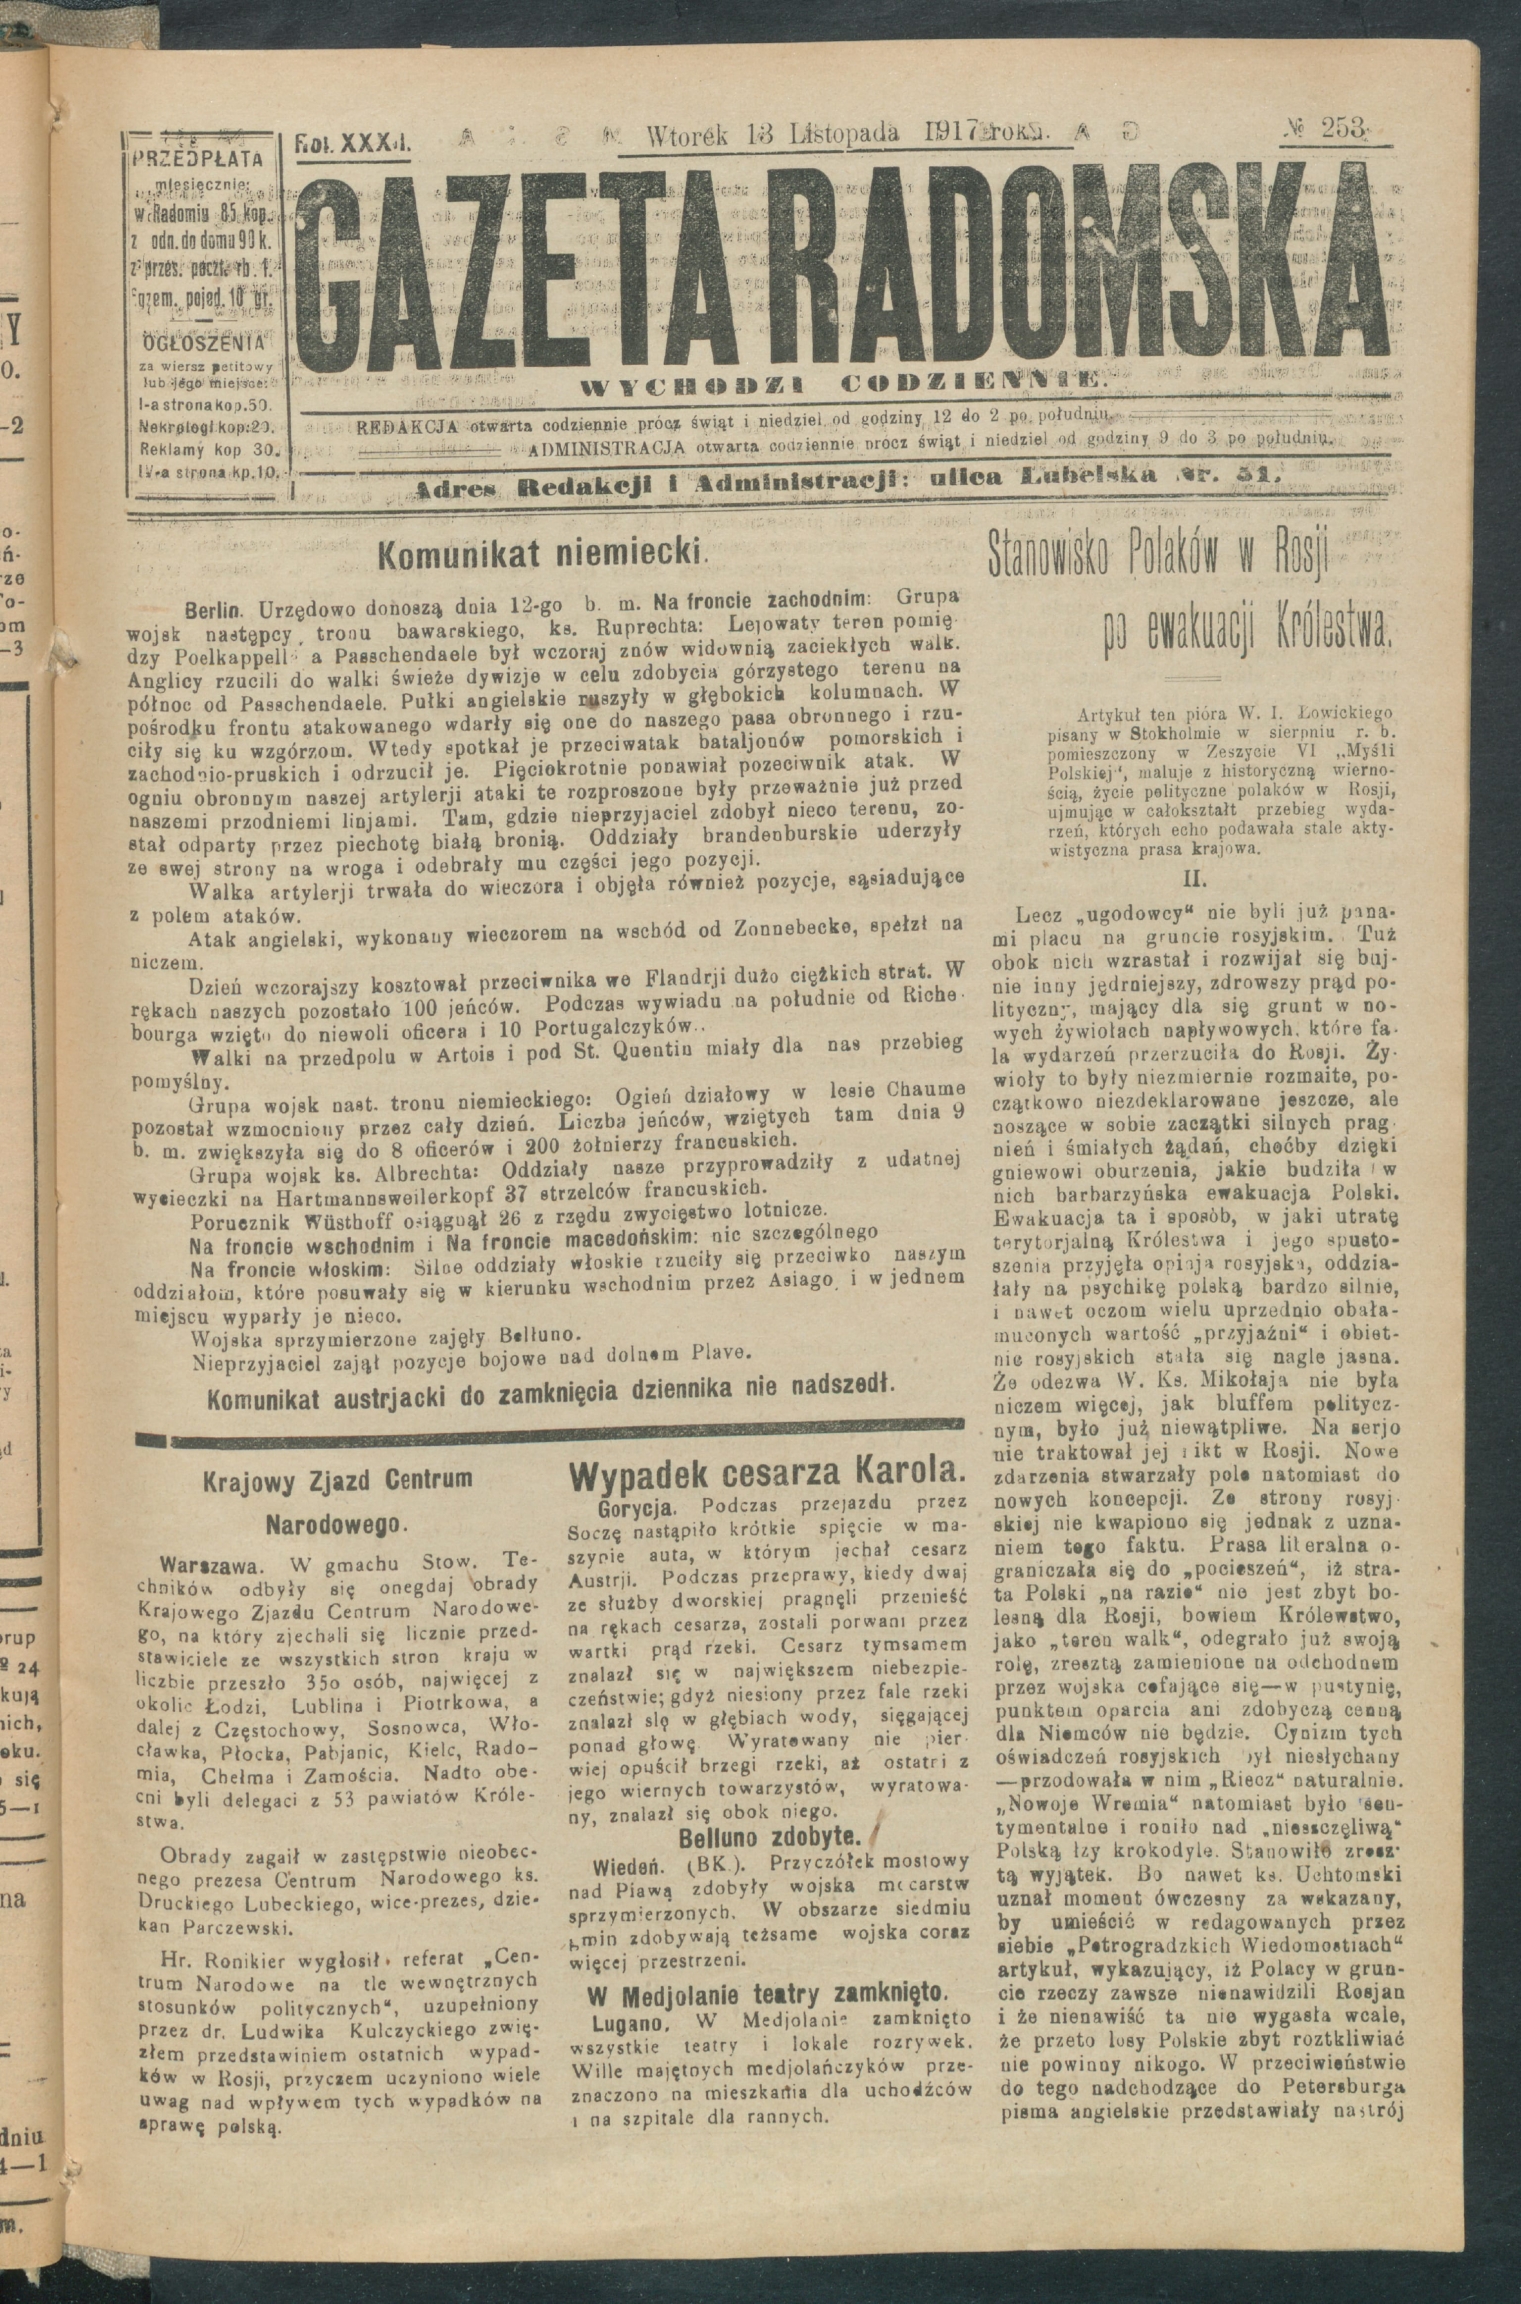 PRZEDPŁATA
miesięcznie:
w Radomiu 85 kop.
z odn. do domu 90 k.
z przes. poczt. rb. 1.
Egzem. pojed. 10 gr.
OGŁOSZENIA
za wiersz petitowy
lub jego miejsce:
I-a strona kop. 50.
Nekrologi kop: 20.
Reklamy kop 30.
IV-a strona kp. 10.
Rok XXXII.
Wtorek 13 Listopada 1917 roku.
№ 253.
GAZETA RADOMSKA
WYCHODZI CODZIENNIE.
REDAKCJA otwarta codziennie prócz świąt i niedziel od godziny 12 do 2 po południu.
ADMINISTRACJA otwarta codziennie prócz świąt i niedziel od godziny 9 do 3 po południu.
Adres Redakcji i Administracji: ulica Lubelska Nr. 51.
Komunikat niemiecki.
Berlin. Urzędowo donoszą dnia 12-go b. m. Na froncie zachodnim: Grupa
wojsk następcy tronu bawarskiego, ks. Ruprechta: Lejowaty teren pomię-
dzy Poelkappelle a Passchendaele był wczoraj znów widownią zaciekłych walk.
Anglicy rzucili do walki świeże dywizje w celu zdobycia górzystego terenu na
północ od Passchendaele. Pułki angielskie ruszyły w głębokich kolumnach. W
pośrodku frontu atakowanego wdarły się one do naszego pasa obronnego i rzu-
ciły się ku wzgórzom. Wtedy spotkał je przeciwatak bataljonów pomorskich i
zachodnio-pruskich i odrzucił je. Pięciokrotnie ponawiał pozeciwnik atak. W
ogniu obronnym naszej artylerji ataki te rozproszone były przeważnie już przed
naszemi przodniemi linjami. Tam, gdzie nieprzyjaciel zdobył nieco terenu, zo-
stał odparty przez piechotę białą bronią. Oddziały brandenburskie uderzyły
ze swej strony na wroga i odebrały mu części jego pozycji.
Walka artylerji trwała do wieczora i objęła również pozycje, sąsiadujące
z polem ataków.
Atak angielski, wykonany wieczorem na wschód od Zonnebecke, spełzł na
niczem.
Dzień wczorajszy kosztował przeciwnika we Flandrji dużo ciężkich strat. W
rękach naszych pozostało 100 jeńców. Podczas wywiadu na południe od Riche-
bourga wzięto do niewoli oficera i 10 Portugalczyków.
Walki na przedpolu w Artois i pod St. Quentin miały dla nas przebieg
pomyślny.
Grupa wojsk nast. tronu niemieckiego: Ogień działowy w lesie Chaume
pozostał wzmocniony przez cały dzień. Liczba jeńców, wziętych tam dnia 9
b. m. zwiększyła się do 8 oficerów i 200 żołnierzy francuskich.
Grupa wojsk ks. Albrechta: Oddziały nasze przyprowadziły z udatnej
wycieczki na Hartmannsweilerkopf 37 strzelców francuskich.
Porucznik Wüsthoff osiągnął 26 z rzędu zwycięstwo lotnicze.
Na froncie wschodnim i Na froncie macedońskim: nic szczególnego
Na froncie włoskim: Silne oddziały włoskie rzuciły się przeciwko naszym
oddziałom, które posuwały się w kierunku wschodnim przez Asiago, i w jednem
miejscu wyparły je nieco.
Wojska sprzymierzone zajęły Belluno.
Nieprzyjaciel zajął pozycje bojowe nad dolnem Plave.
Komunikat austrjacki do zamknięcia dziennika nie nadszedł.
Krajowy Zjazd Centrum
Narodowego.
Warszawa. W gmachu Stow. Te-
chników odbyły się onegdaj obrady
Krajowego Zjazdu Centrum Narodowe-
go, na który zjechali się licznie przed-
stawiciele ze wszystkich stron kraju w
liczbie przeszło 35o osób, najwięcej z
okolic Łodzi, Lublina i Piotrkowa, a
dalej z Częstochowy, Sosnowca, Wło-
cławka, Płocka, Pabjanic, Kielc, Rado-
mia, Chełma i Zamościa. Nadto obe-
cni byli delegaci z 53 pawiatów Króle-
stwa.
Obrady zagaił w zastępstwie nieobec-
nego prezesa Centrum Narodowego ks.
Druckiego Lubeckiego, wice-prezes, dzie-
kan Parczewski.
Hr. Ronikier wygłosił referat „Cen-
trum Narodowe na tle wewnętrznych
stosunków politycznych“, uzupełniony
przez dr. Ludwika Kulczyckiego zwię-
złem przedstawiniem ostatnich wypad-
ków w Rosji, przyczem uczyniono wiele
uwag nad wpływem tych wypadków na
sprawę polską.
Wypadek cesarza Karola.
Gorycja. Podczas przejazdu przez
Soczę nastąpiło krótkie spięcie w ma-
szynie auta, w którym jechał cesarz
Austrji. Podczas przeprawy, kiedy dwaj
ze służby dworskiej pragnęli przenieść
na rękach cesarza, zostali porwani przez
wartki prąd rzeki. Cesarz tymsamem
znalazł się w największem niebezpie-
czeństwie; gdyż niesiony przez fale rzeki
znalazł się w głębiach wody, sięgającej
ponad głowę. Wyratowany nie pier-
wiej opuścił brzegi rzeki, aż ostatni z
jego wiernych towarzystów, wyratowa-
ny, znalazł się obok niego.
Belluno zdobyte.
Wiedeń. (BK.). Przyczółek mostowy
nad Piawą zdobyły wojska mocarstw
sprzymierzonych. W obszarze siedmiu
gmin zdobywają teżsame wojska coraz
więcej przestrzeni.
W Medjolanie teatry zamknięto.
Lugano. W Medjolanie zamknięto
wszystkie teatry i lokale rozrywek.
Wille majętnych medjolańczyków prze-
znaczono na mieszkania dla uchodźców
i na szpitale dla rannych.
Stanowisko Polaków w Rosji
po ewakuacji Królestwa.
Artykuł ten pióra W. I. Łowickiego
pisany w Stokholmie w sierpniu r. b.
pomieszczony w Zeszycie VI „Myśli
Polskiej“, maluje z historyczną wierno-
ścią, życie polityczne polaków w Rosji,
ujmując w całokształt przebieg wyda-
rzeń, których echo podawała stale akty-
wistyczna prasa krajowa.
II.
Lecz „ugodowcy“ nie byli już pana-
mi placu na gruncie rosyjskim. Tuż
obok nich wzrastał i rozwijał się buj-
nie inny jędrniejszy, zdrowszy prąd po-
lityczny, mający dla się grunt w no-
wych żywiołach napływowych, które fa-
la wydarzeń przerzuciła do Rosji. Ży-
wioły to były niezmiernie rozmaite, po-
czątkowo niezdeklarowane jeszcze, ale
noszące w sobie zaczątki silnych prag-
nień i śmiałych żądań, choćby dzięki
gniewowi oburzenia, jakie budziła w
nich barbarzyńska ewakuacja Polski.
Ewakuacja ta i sposób, w jaki utratę
terytorjalną Królestwa i jego spusto-
szenia przyjęła opinja rosyjska, oddzia-
łały na psychikę polską bardzo silnie,
i nawet oczom wielu uprzednio obała-
muconych wartość „przyjaźni“ i obiet-
nic rosyjskich stała się nagle jasna.
Że odezwa W. Ks. Mikołaja nie była
niczem więcej, jak bluffem politycz-
nym, było już niewątpliwe. Na serjo
nie traktował jej nikt w Rosji. Nowe
zdarzenia stwarzały pole natomiast do
nowych koncepcji. Ze strony rosyj-
skiej nie kwapiono się jednak z uzna-
niem tego faktu. Prasa literalna o-
graniczała się do „pocieszeń“, iż stra-
ta Polski „na razie“ nie jest zbyt bo-
lesną dla Rosji, bowiem Królewstwo,
jako „teren walk“, odegrało już swoją
rolę, zresztą zamienione na odchodnem
przez wojska cofające się—w pustynię,
punktem oparcia ani zdobyczą cenną
dla Niemców nie będzie. Cynizm tych
oświadczeń rosyjskich był niesłychany
—przodowała w nim „Riecz“ naturalnie.
„Nowoje Wremia“ natomiast było sen-
tymentalne i roniło nad „nieszczęliwą“
Polską łzy krokodyle. Stanowiło zresz-
tą wyjątek. Bo nawet ks. Uchtomski
uznał moment ówczesny za wskazany,
by umieścić w redagowanych przez
siebie „Petrogradzkich Wiedomostiach“
artykuł, wykazujący, iż Polacy w grun-
cie rzeczy zawsze nienawidzili Rosjan
i że nienawiść ta nie wygasła wcale,
że przeto losy Polskie zbyt roztkliwiać
nie powinny nikogo. W przeciwieństwie
do tego nadchodzące do Petersburga
pisma angielskie przedstawiały nastrój